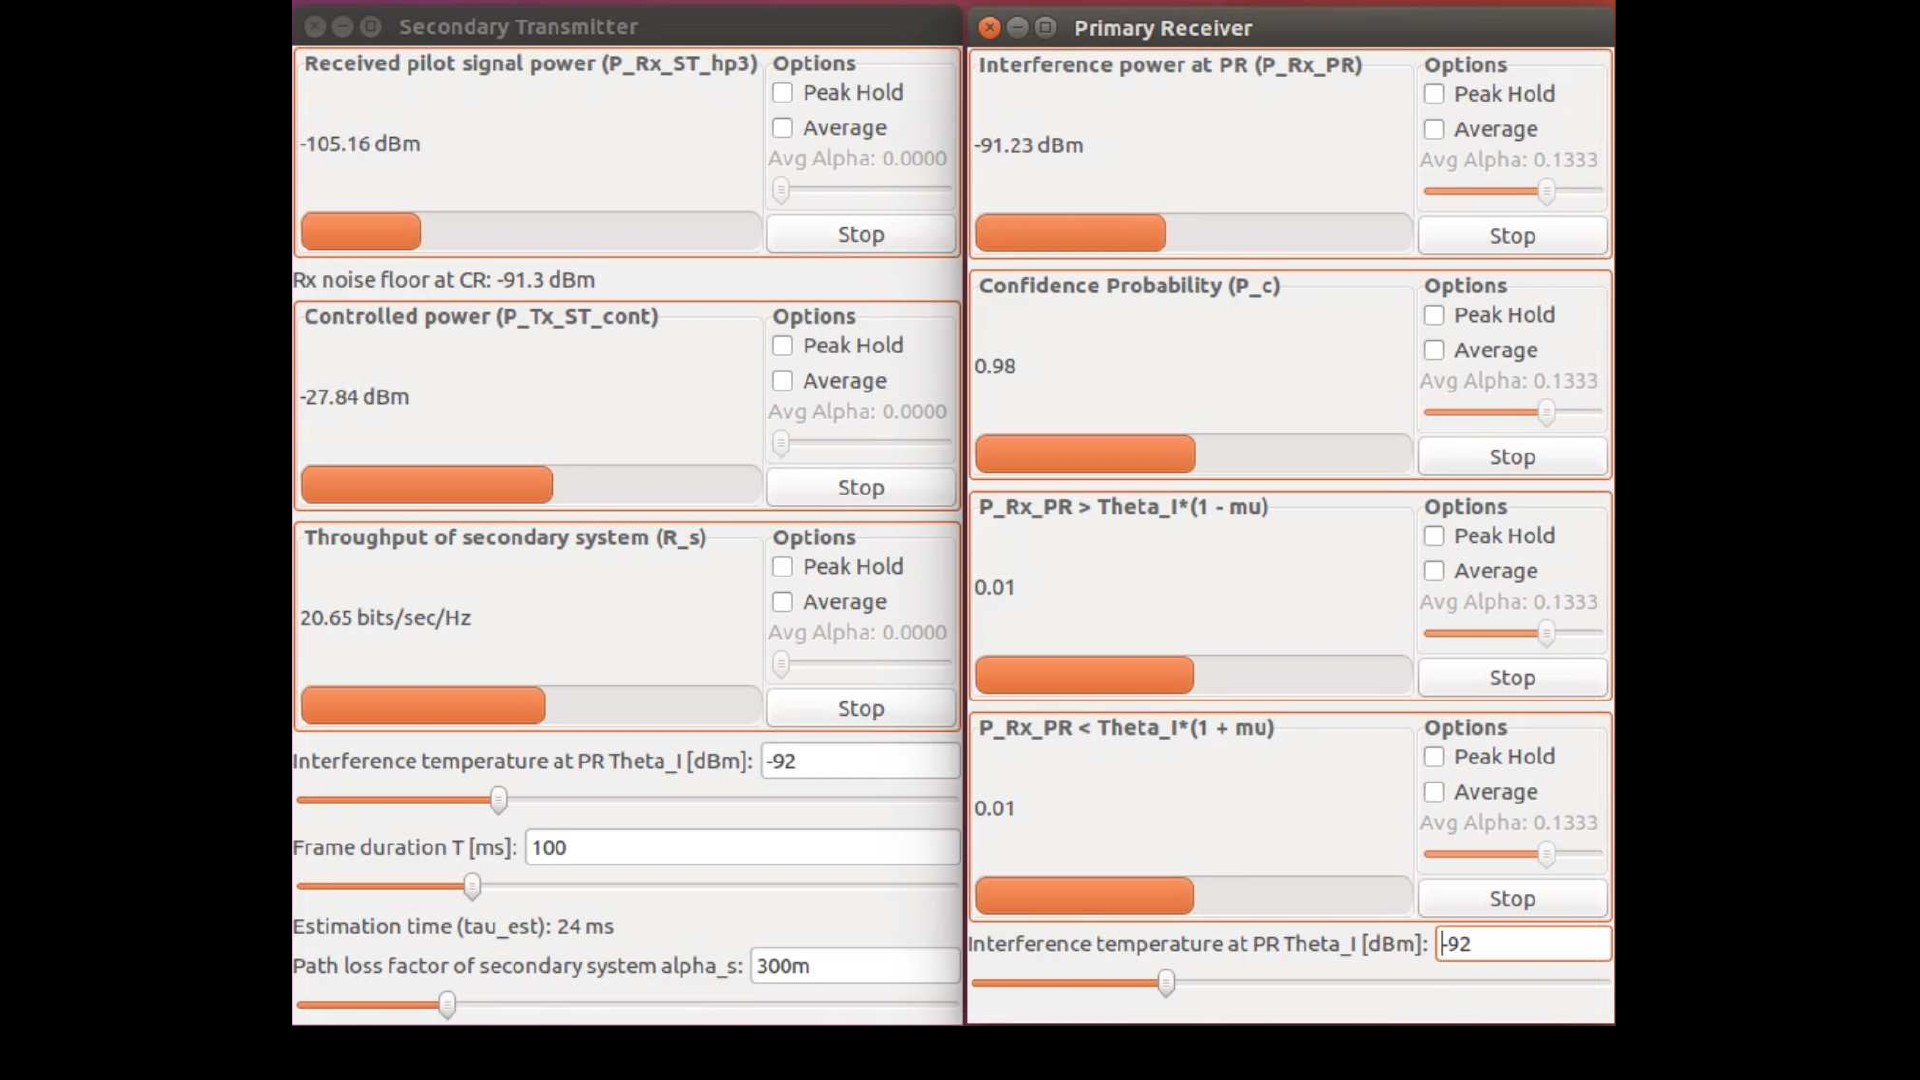 Secondary Transmitter
Received pilot signal power (P_Rx_ST_hp3)
Options
Peak Hold
Average
-105.16 dBm
Avg Alpha: 0.0000
Stop
Rx noise floor at CR: -91.3 dBm
Controlled power (P_Tx_ST_cont)
Options
Peak Hold
Average
-27.84 dBm
Avg Alpha: 0.0000
Stop
Throughput of secondary system (R_s)
Options
Peak Hold
Average
20.65 bits/sec/Hz
Avg Alpha: 0.0000
Stop
Interference temperature at PR Theta_I [dBm]: -92
Frame duration T [ms]: 100
Estimation time (tau_est): 24 ms
Path loss factor of secondary system alpha_s: 300m
Primary Receiver
Interference power at PR (P_Rx_PR)
Options
Peak Hold
Average
-91.23 dBm
Avg Alpha: 0.1333
Stop
Confidence Probability (P_c)
Options
Peak Hold
Average
0.98
Avg Alpha: 0.1333
Stop
P_Rx_PR > Theta_I*(1 - mu)
Options
Peak Hold
Average
0.01
Avg Alpha: 0.1333
Stop
P_Rx_PR < Theta_I*(1 + mu)
Options
Peak Hold
Average
0.01
Avg Alpha: 0.1333
Stop
Interference temperature at PR Theta_I [dBm]: -92